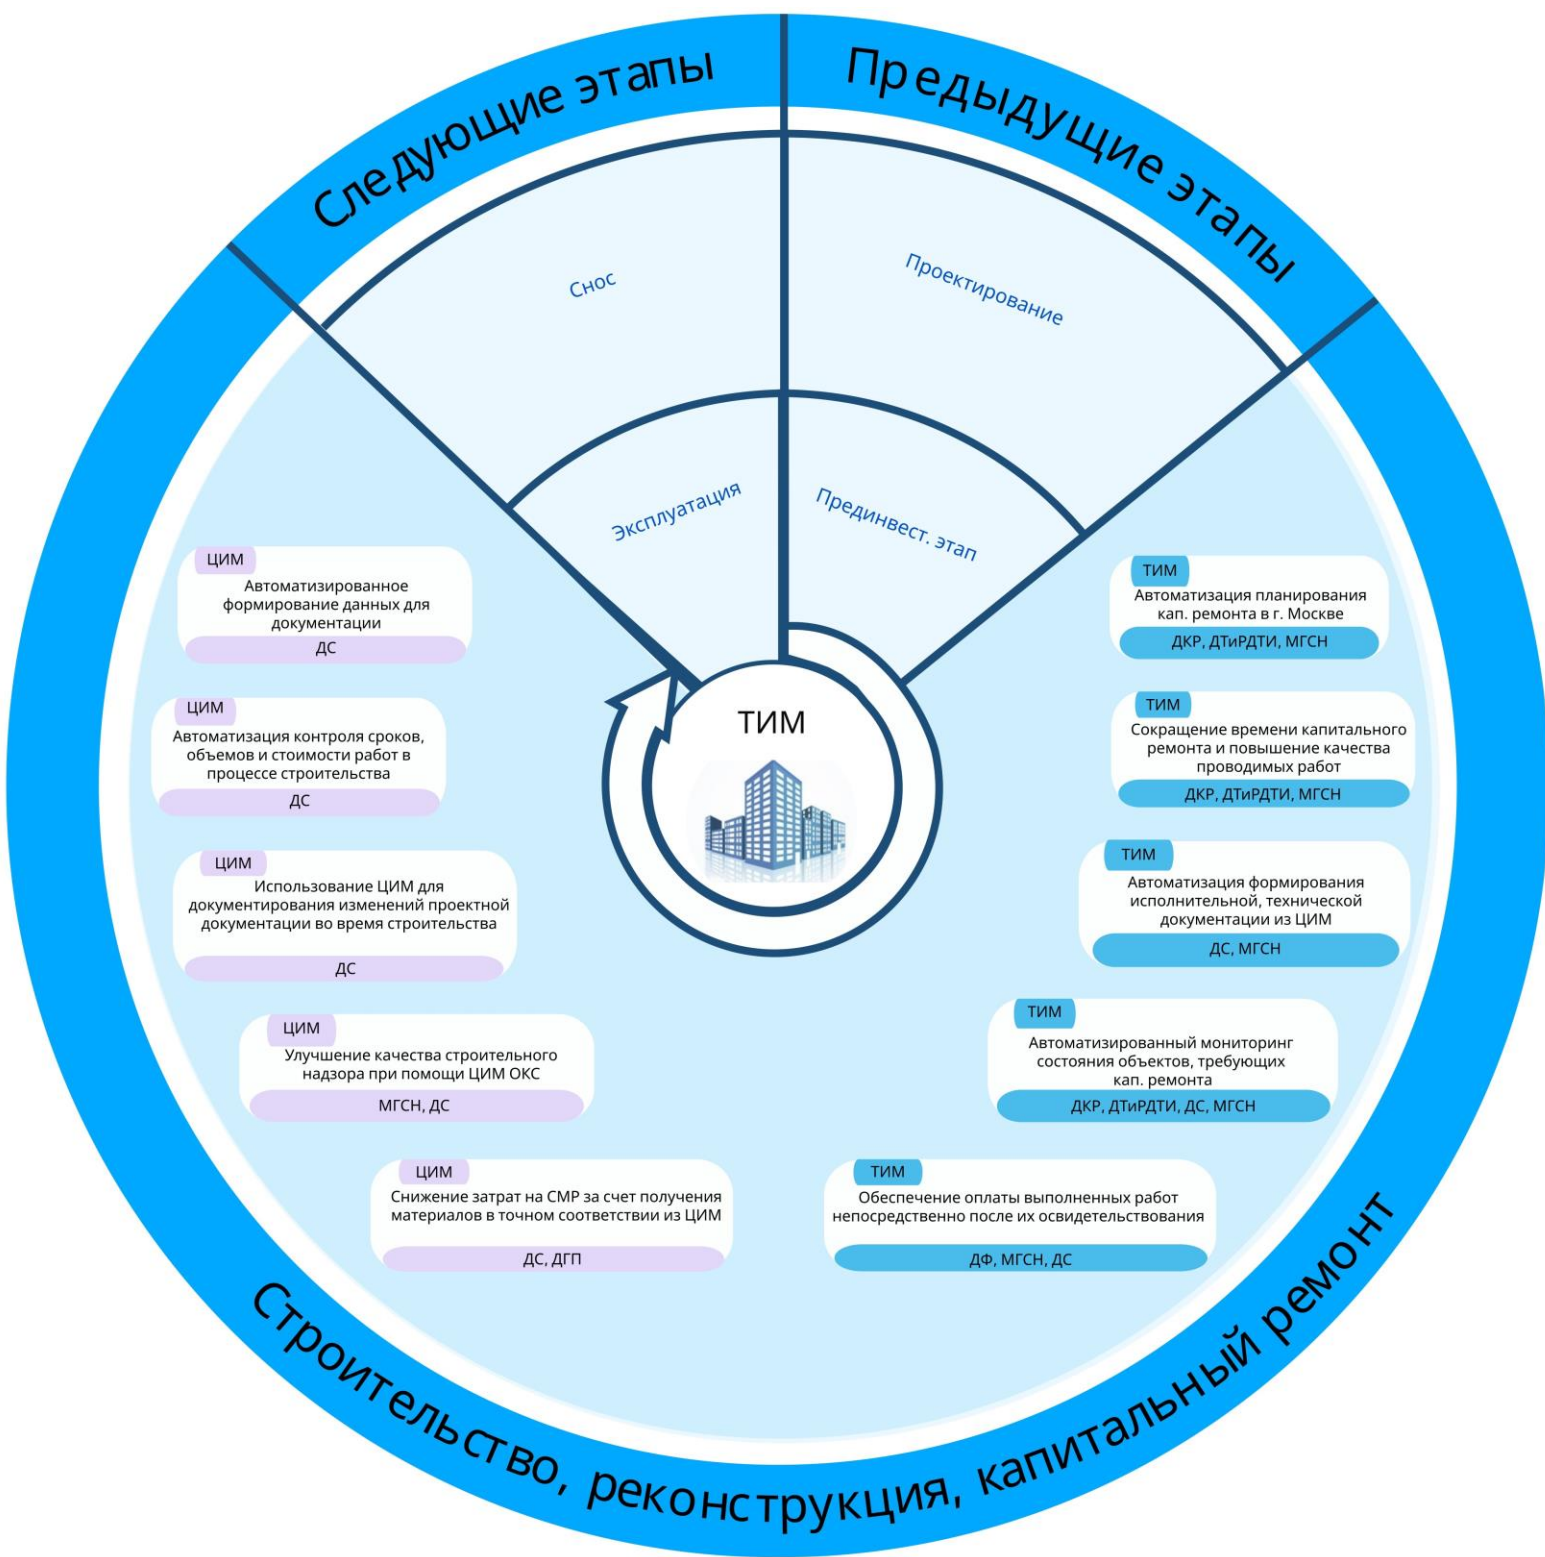 Следующие этапы
Предыдущие этапы
Снос
Проектирование
Эксплуатация
Прединвест. этап
ТИМ
ЦИМ
Автоматизированное
формирование данных для
документации
ДС
ЦИМ
Автоматизация контроля сроков,
объемов и стоимости работ в
процессе строительства
ДС
ЦИМ
Использование ЦИМ для
документирования изменений проектной
документации во время строительства
ДС
ЦИМ
Улучшение качества строительного
надзора при помощи ЦИМ ОКС
МГСН, ДС
ЦИМ
Снижение затрат на СМР за счет получения
материалов в точном соответствии из ЦИМ
ДС, ДГП
ТИМ
Автоматизация планирования
кап. ремонта в г. Москве
ДКР, ДТиРДТИ, МГСН
ТИМ
Сокращение времени капитального
ремонта и повышение качества
проводимых работ
ДКР, ДТиРДТИ, МГСН
ТИМ
Автоматизация формирования
исполнительной, технической
документации из ЦИМ
ДС, МГСН
ТИМ
Автоматизированный мониторинг
состояния объектов, требующих
кап. ремонта
ДКР, ДТиРДТИ, ДС, МГСН
ТИМ
Обеспечение оплаты выполненных работ
непосредственно после их освидетельствования
ДФ, МГСН, ДС
Строительство, реконструкция, капитальный ремонт